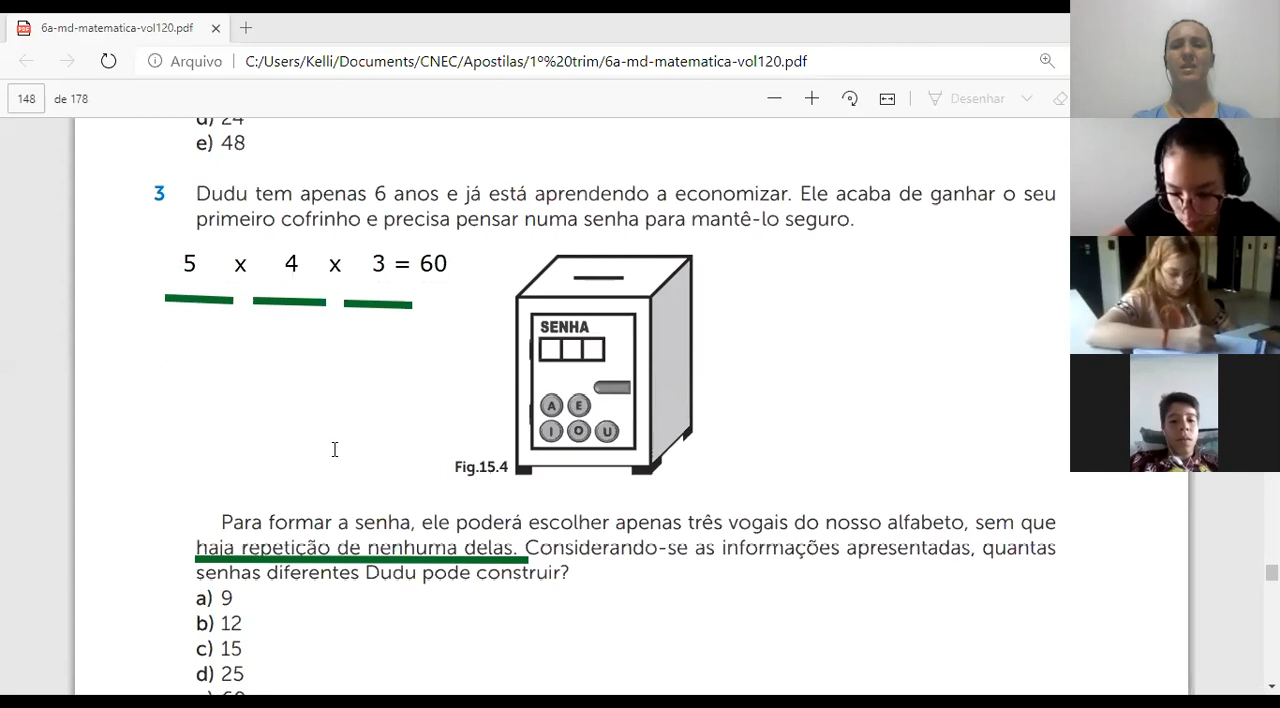 6a-md-matematica-vol120.pdf
Arquivo C:/Users/Kelli/Documents/CNEC/Apostilas/1º%20trim/6a-md-matematica-vol120.pdf
148 de 178 Desenhar
d) 24
e) 48
3 Dudu tem apenas 6 anos e já está aprendendo a economizar. Ele acaba de ganhar o seu
primeiro cofrinho e precisa pensar numa senha para mantê-lo seguro.
5 x 4 x 3 = 60
SENHA
A E
I O U
Fig.15.4
Para formar a senha, ele poderá escolher apenas três vogais do nosso alfabeto, sem que
haja repetição de nenhuma delas. Considerando-se as informações apresentadas, quantas
senhas diferentes Dudu pode construir?
a) 9
b) 12
c) 15
d) 25